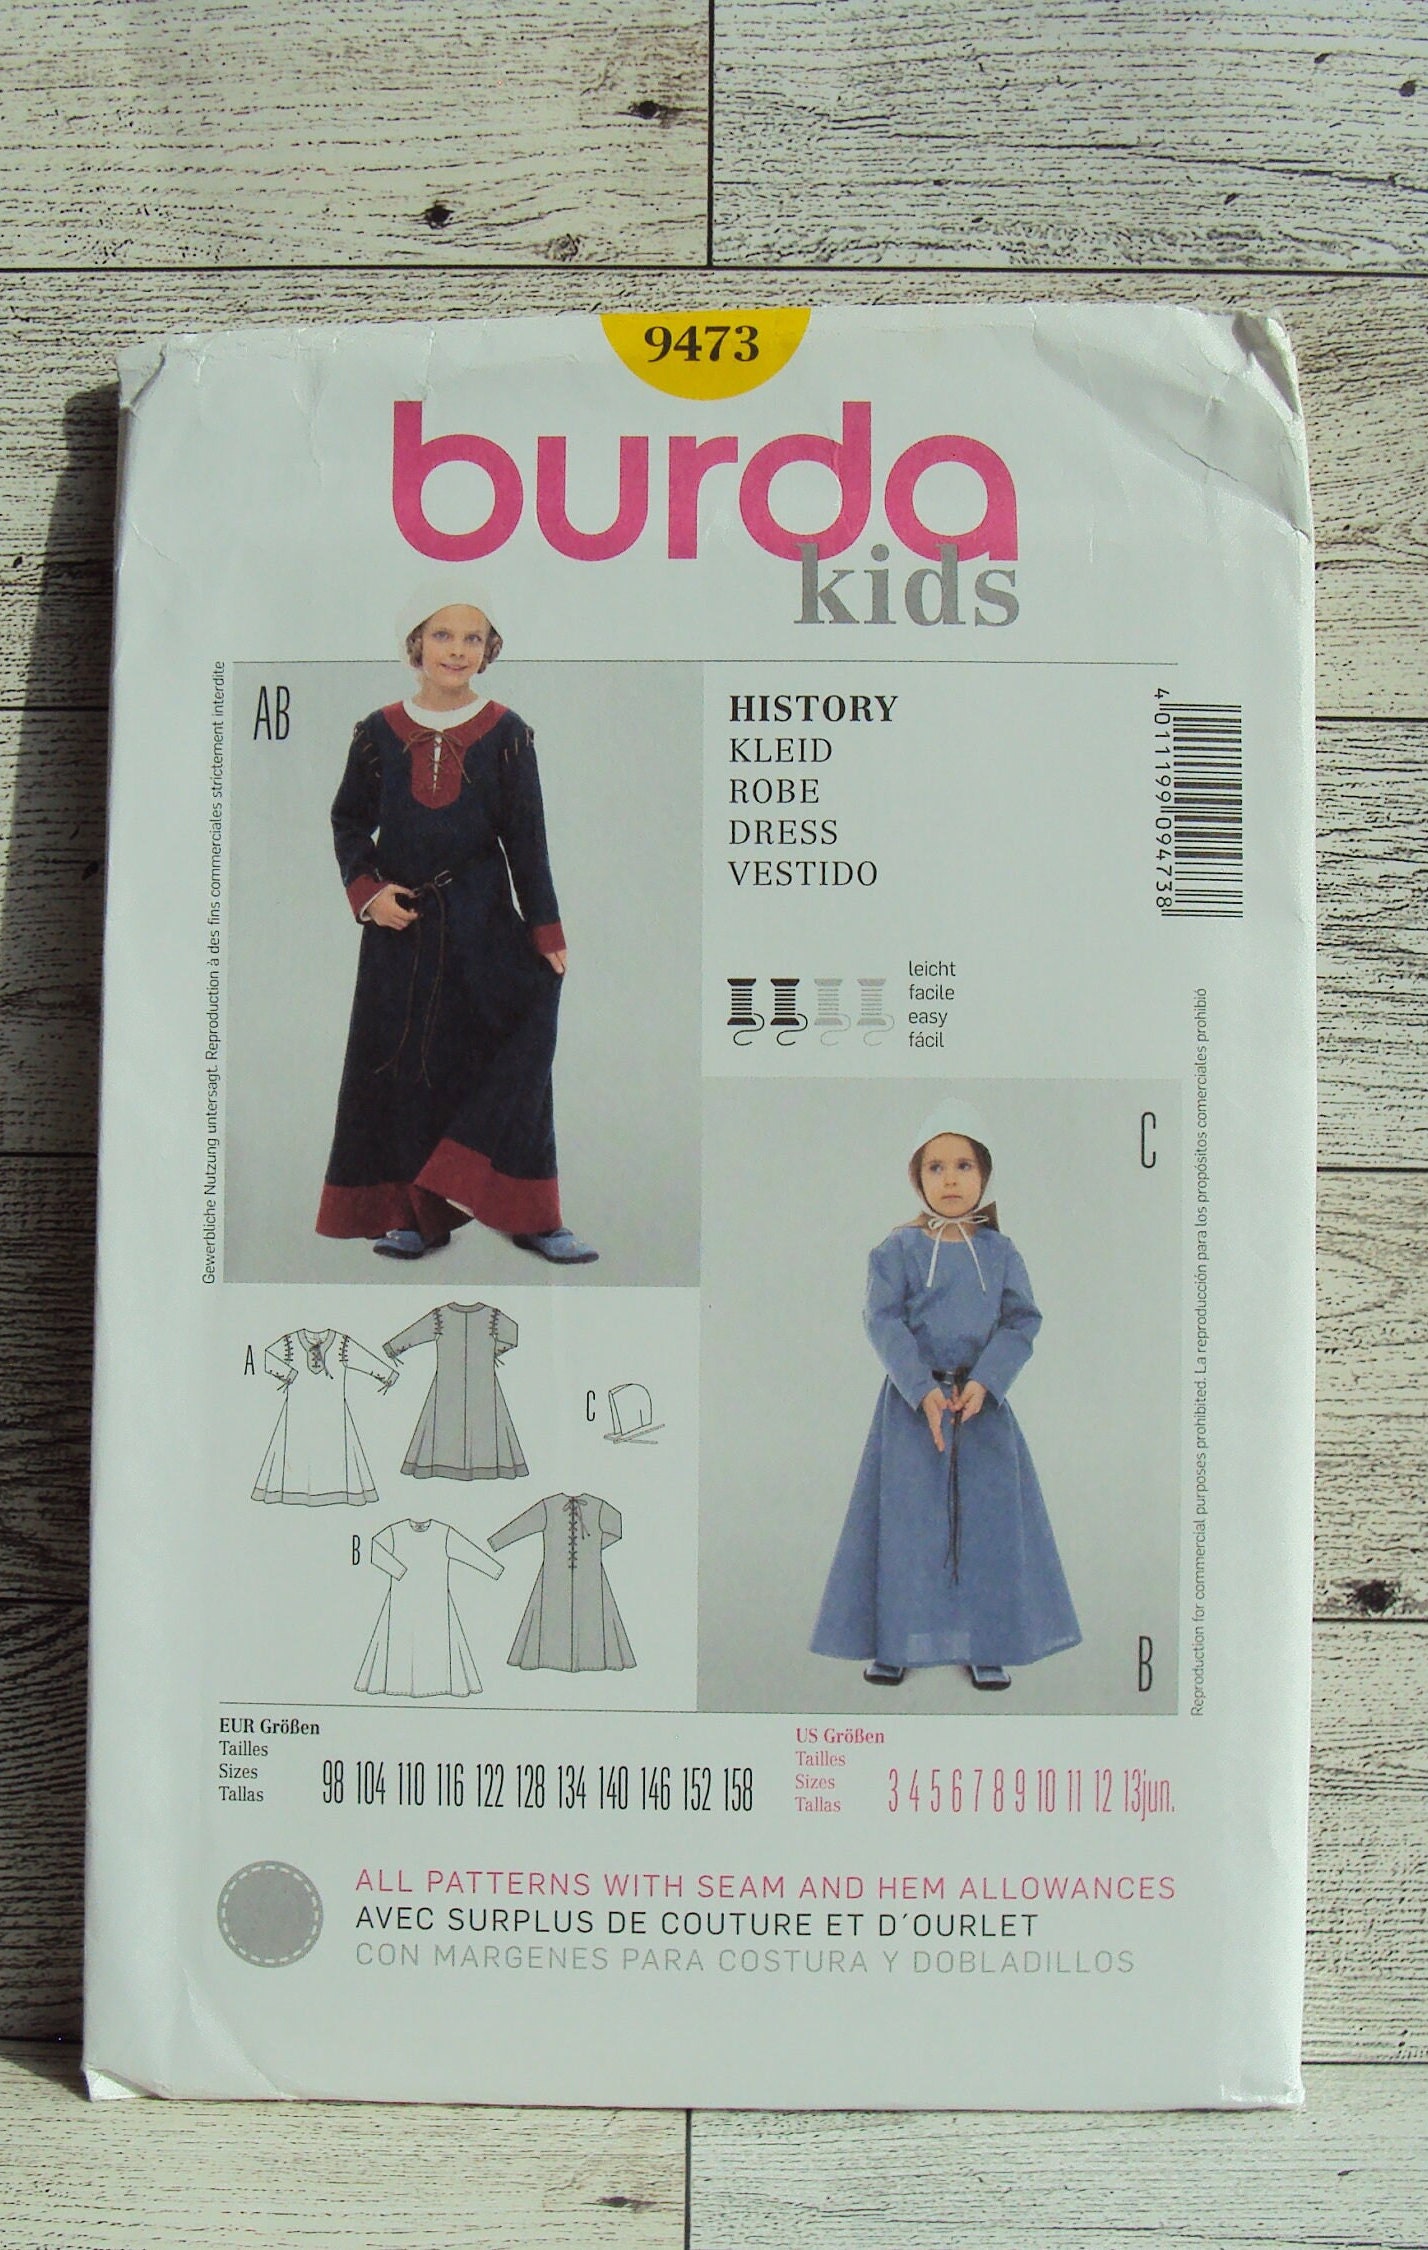 9473
burda
kids
AB
HISTORY
KLEID
ROBE
DRESS
VESTIDO
4 011199 094738
leicht
facile
easy
fácil
Gewerbliche Nutzung untersagt. Reproduction à des fins commerciales strictement interdite
C
B
A
C
B
Reproduction for commercial purposes prohibited. La reproducción para los propósitos comerciales prohibió
EUR Größen
Tailles
Sizes
Tallas
98 104 110 116 122 128 134 140 146 152 158
US Größen
Tailles
Sizes
Tallas
3 4 5 6 7 8 9 10 11 12 13jun.
ALL PATTERNS WITH SEAM AND HEM ALLOWANCES
AVEC SURPLUS DE COUTURE ET D´OURLET
CON MARGENES PARA COSTURA Y DOBLADILLOS